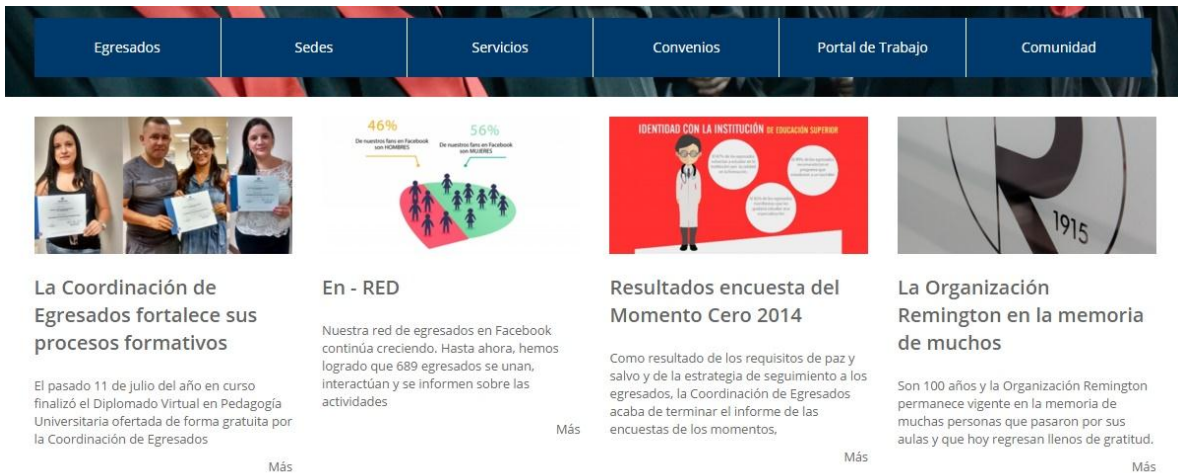 Egresados
Sedes
Servicios
Convenios
Portal de Trabajo
Comunidad
46%
De nuestros fans en Facebook
son HOMBRES
56%
De nuestros fans en Facebook
son MUJERES
IDENTIDAD CON LA INSTITUCIÓN DE EDUCACIÓN SUPERIOR
R
1915
La Coordinación de
Egresados fortalece sus
procesos formativos
El pasado 11 de julio del año en curso
finalizó el Diplomado Virtual en Pedagogía
Universitaria ofertada de forma gratuita por
la Coordinación de Egresados
Más
En - RED
Nuestra red de egresados en Facebook
continúa creciendo. Hasta ahora, hemos
logrado que 689 egresados se unan,
interactúan y se informen sobre las
actividades
Más
Resultados encuesta del
Momento Cero 2014
Como resultado de los requisitos de paz y
salvo y de la estrategia de seguimiento a los
egresados, la Coordinación de Egresados
acaba de terminar el informe de las
encuestas de los momentos,
Más
La Organización
Remington en la memoria
de muchos
Son 100 años y la Organización Remington
permanece vigente en la memoria de
muchas personas que pasaron por sus
aulas y que hoy regresan llenos de gratitud.
Más